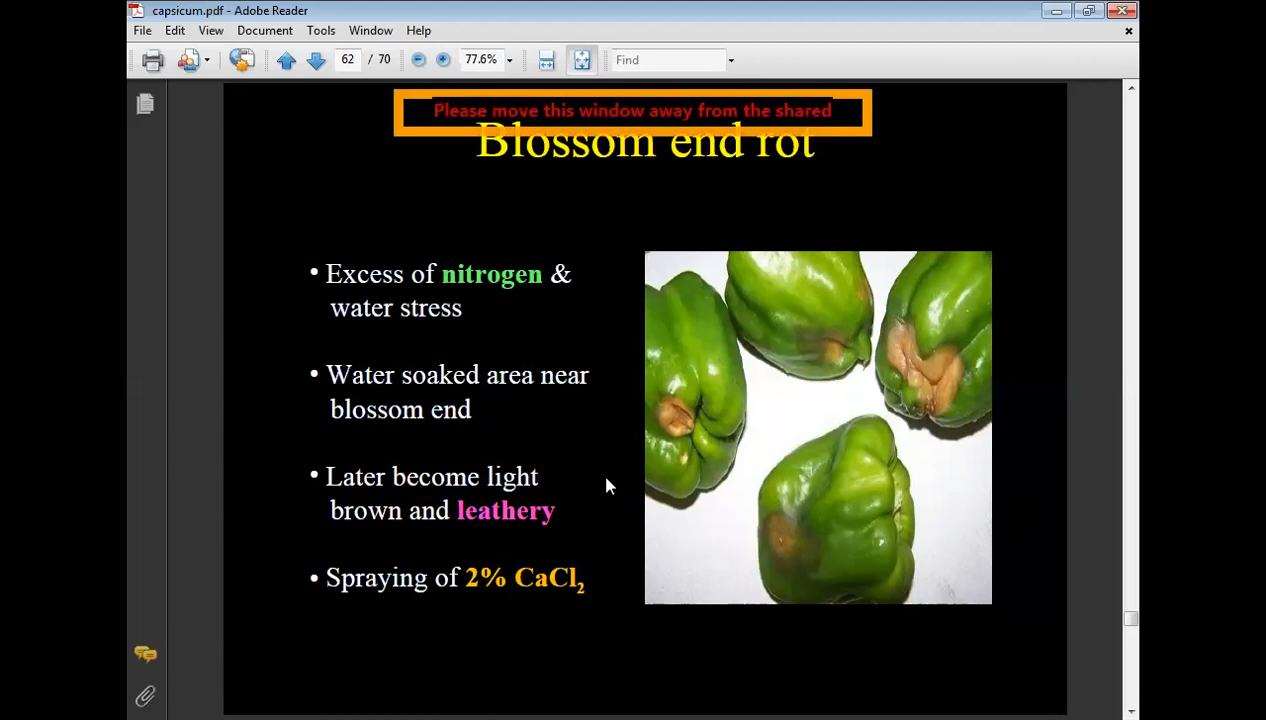 capsicum.pdf - Adobe Reader
File Edit View Document Tools Window Help
62 / 70 77.6% Find
Please move this window away from the shared
Blossom end rot
• Excess of nitrogen &
water stress
• Water soaked area near
blossom end
• Later become light
brown and leathery
• Spraying of 2% CaCl₂